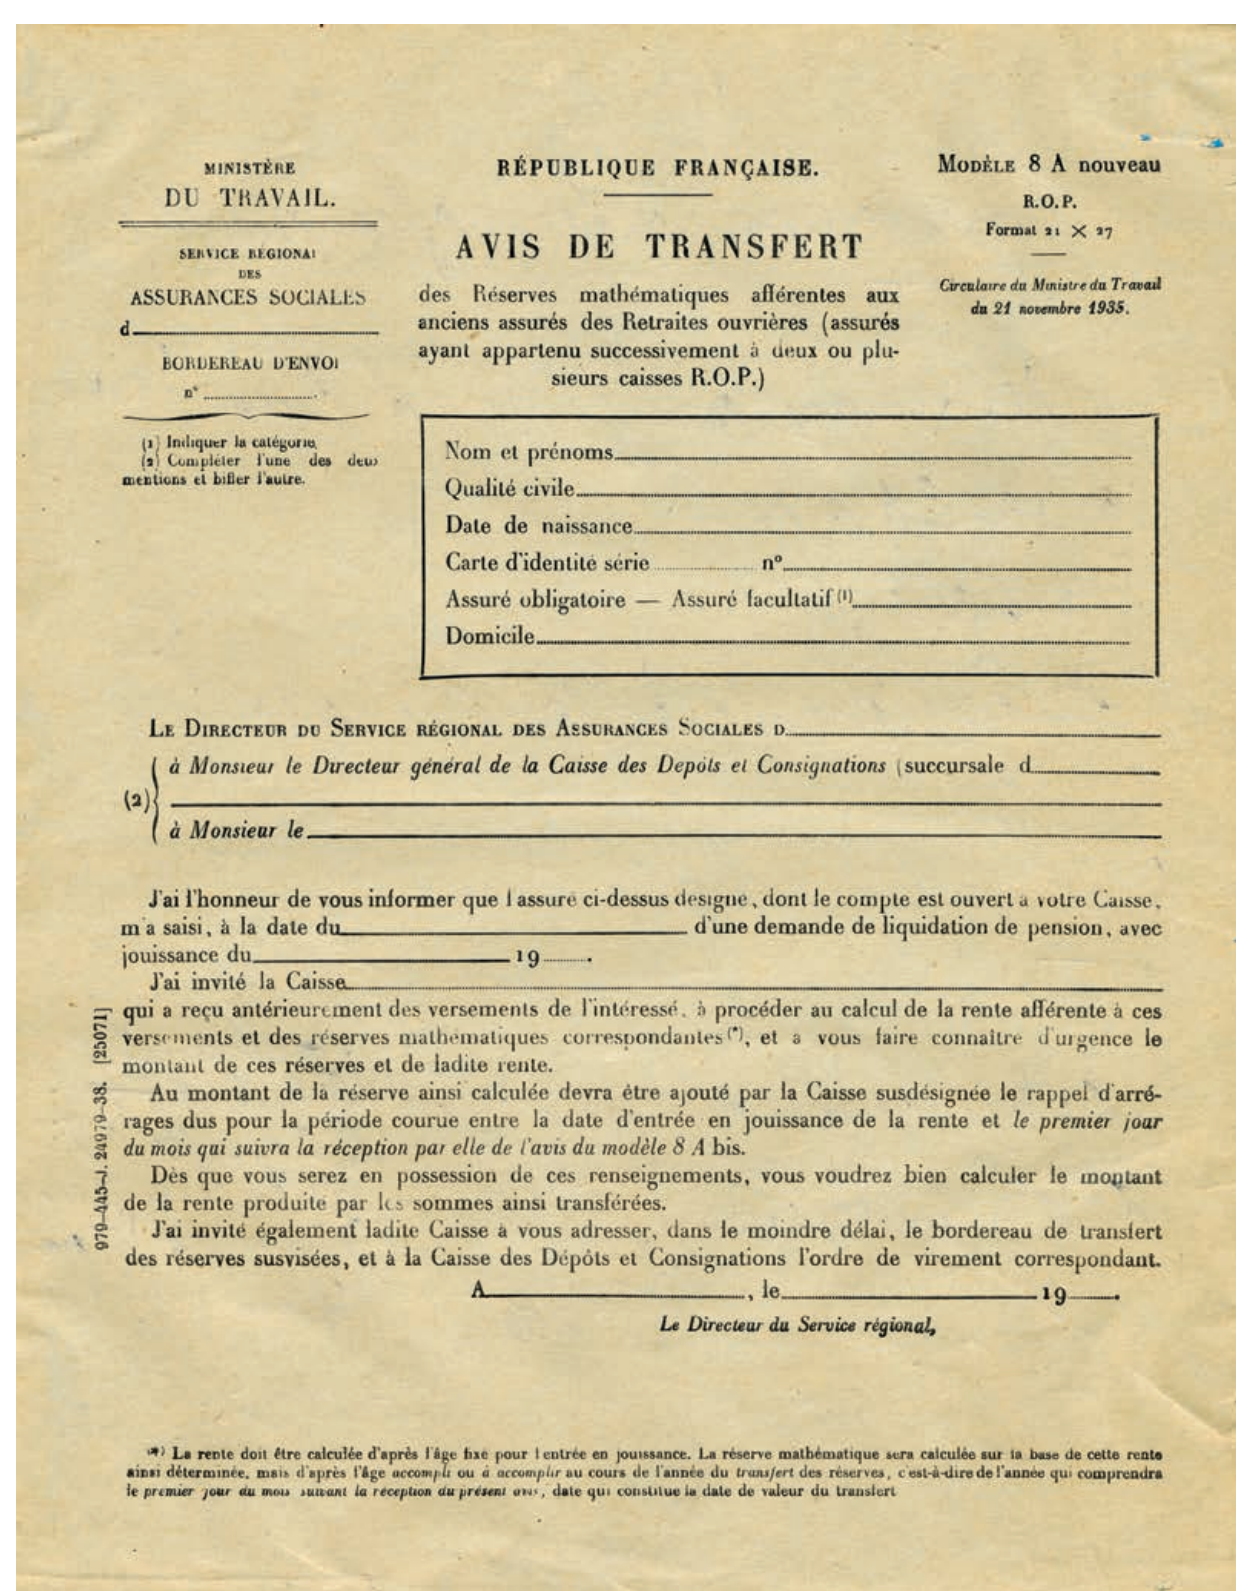 MINISTÈRE
DU TRAVAIL.
SERVICE RÉGIONAL
DES
ASSURANCES SOCIALES
d
BORDEREAU D'ENVOI
n°
(1) Indiquer la catégorie.
(2) Compléter l'une des deux
mentions et biffer l'autre.
RÉPUBLIQUE FRANÇAISE.
AVIS DE TRANSFERT
des Réserves mathématiques afférentes aux
anciens assurés des Retraites ouvrières (assurés
ayant appartenu successivement à deux ou plu-
sieurs caisses R.O.P.)
MODÈLE 8 A nouveau
R.O.P.
Format 21 × 27
Circulaire du Ministre du Travail
du 21 novembre 1935.
Nom et prénoms
Qualité civile
Date de naissance
Carte d'identité série n°
Assuré obligatoire — Assuré facultatif (1)
Domicile
LE DIRECTEUR DU SERVICE RÉGIONAL DES ASSURANCES SOCIALES D
à Monsieur le Directeur général de la Caisse des Dépôts et Consignations (succursale d
(2)
à Monsieur le
J'ai l'honneur de vous informer que l'assuré ci-dessus désigné, dont le compte est ouvert à votre Caisse,
m'a saisi, à la date du d'une demande de liquidation de pension, avec
jouissance du 19 .
J'ai invité la Caisse
qui a reçu antérieurement des versements de l'intéressé, à procéder au calcul de la rente afférente à ces
versements et des réserves mathématiques correspondantes (*), et à vous faire connaître d'urgence le
montant de ces réserves et de ladite rente.
Au montant de la réserve ainsi calculée devra être ajouté par la Caisse susdésignée le rappel d'arré-
rages dus pour la période courue entre la date d'entrée en jouissance de la rente et le premier jour
du mois qui suivra la réception par elle de l'avis du modèle 8 A bis.
Dès que vous serez en possession de ces renseignements, vous voudrez bien calculer le montant
de la rente produite par les sommes ainsi transférées.
J'ai invité également ladite Caisse à vous adresser, dans le moindre délai, le bordereau de transfert
des réserves susvisées, et à la Caisse des Dépôts et Consignations l'ordre de virement correspondant.
A , le 19 .
Le Directeur du Service régional,
979-445-J. 24979-38. [25071]
(*) La rente doit être calculée d'après l'âge fixé pour l'entrée en jouissance. La réserve mathématique sera calculée sur la base de cette rente
ainsi déterminée, mais d'après l'âge accompli ou à accomplir au cours de l'année du transfert des réserves, c'est-à-dire de l'année qui comprendra
le premier jour du mois suivant la réception du présent avis, date qui constitue la date de valeur du transfert